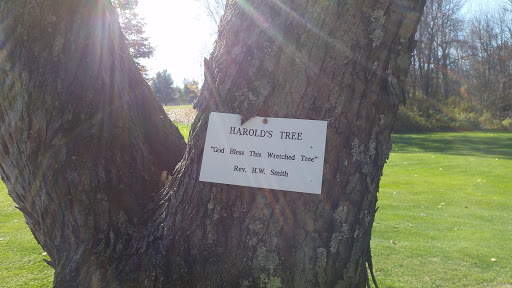 HAROLD'S TREE
"God Bless This Wretched Tree"
Rev. H.W. Smith